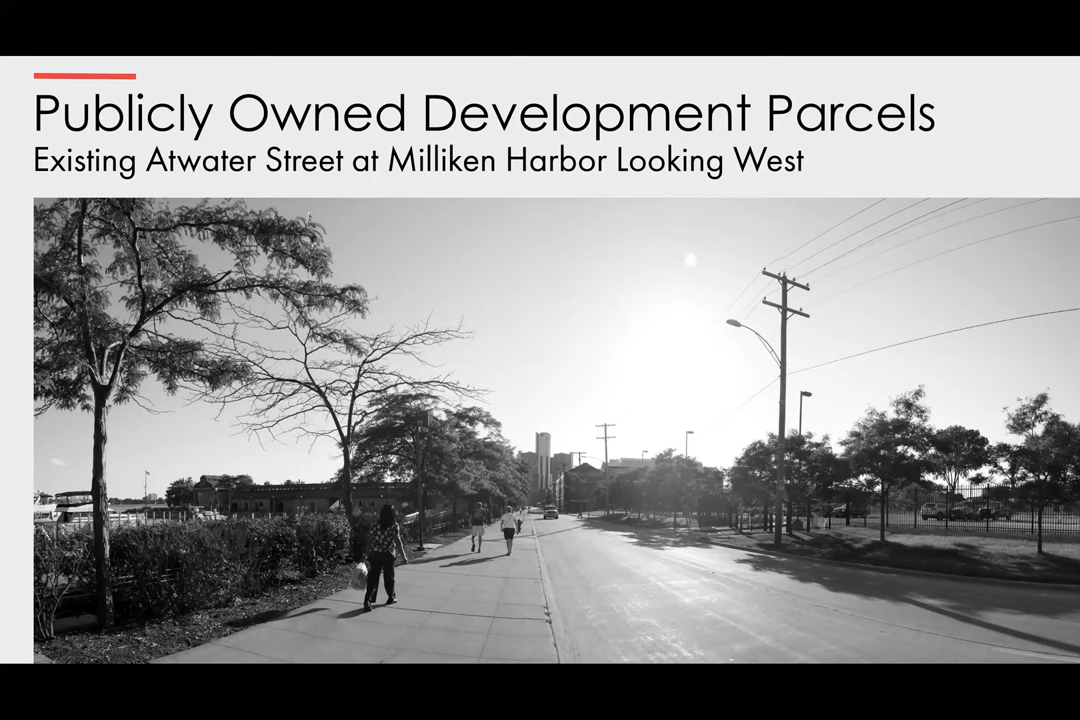 Publicly Owned Development Parcels
Existing Atwater Street at Milliken Harbor Looking West